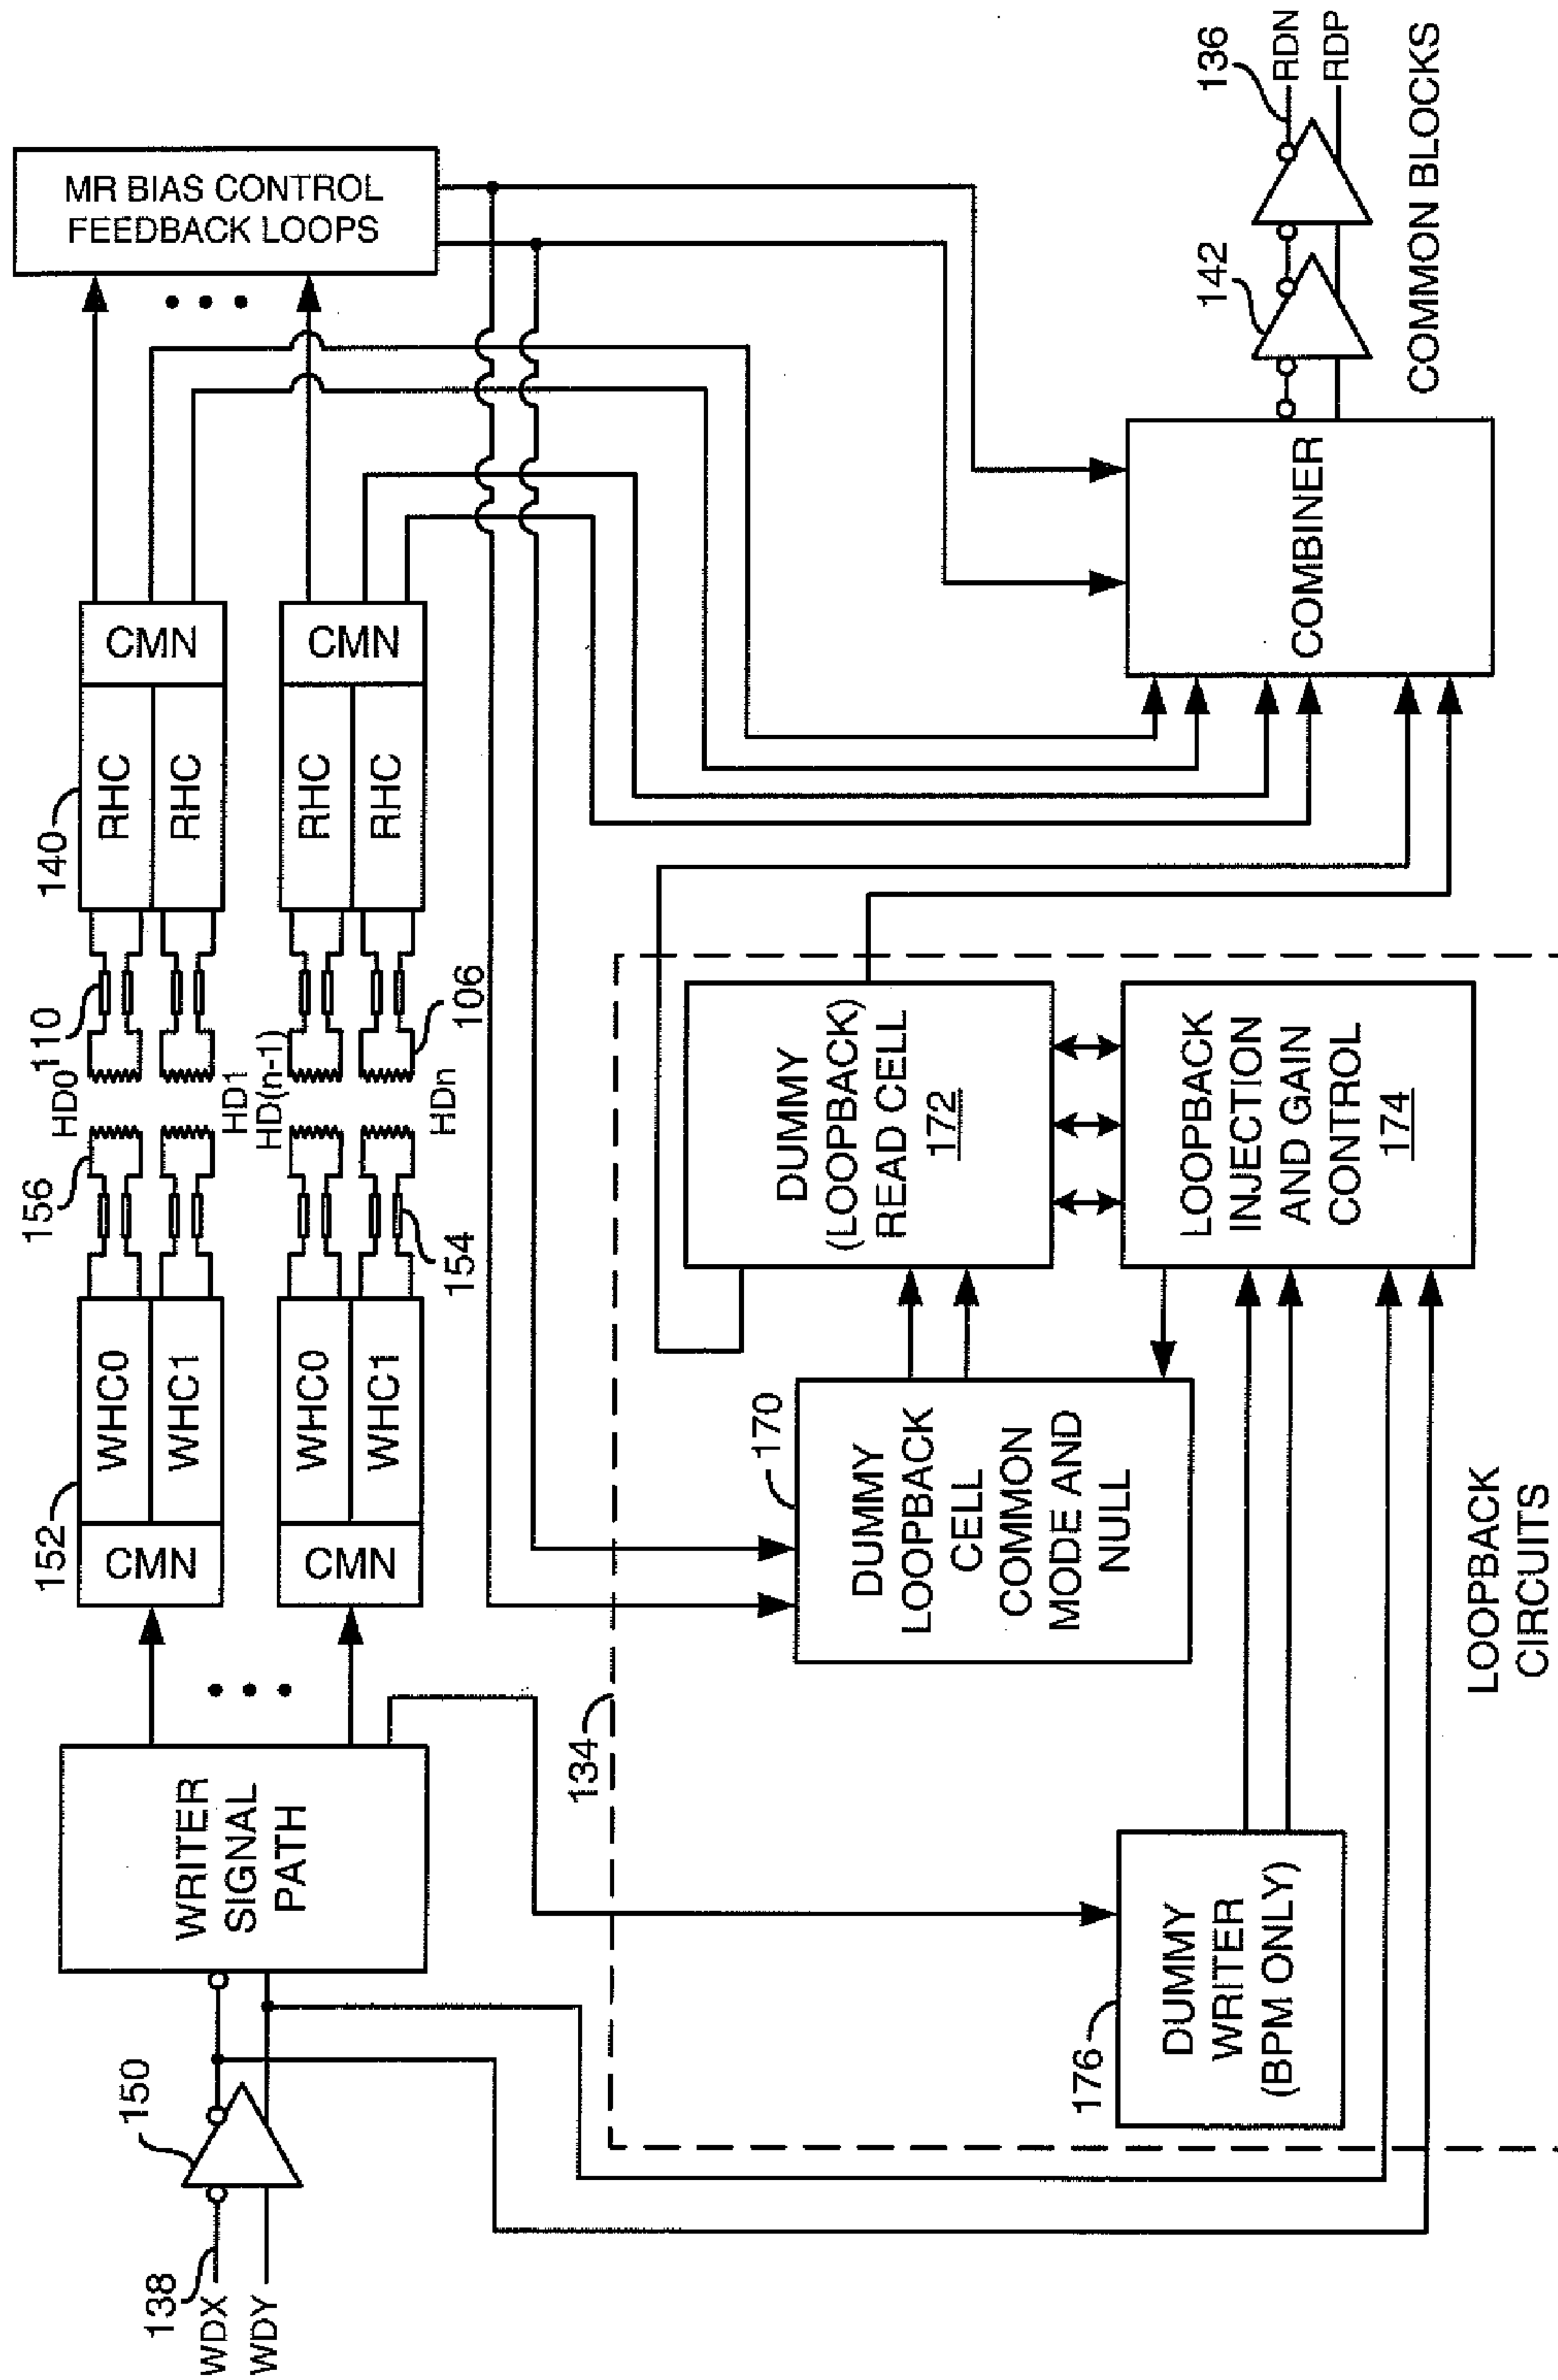 138
WDX
WDY
150
WRITER
SIGNAL
PATH
152
CMN
WHC0
WHC1
CMN
WHC0
WHC1
154
156
HD0
HD1
HD(n-1)
HDn
110
106
140
RHC
RHC
CMN
RHC
RHC
CMN
MR BIAS CONTROL
FEEDBACK LOOPS
134
176
DUMMY
WRITER
(BPM ONLY)
170
DUMMY
LOOPBACK
CELL
COMMON
MODE AND
NULL
DUMMY
(LOOPBACK)
READ CELL
172
LOOPBACK
INJECTION
AND GAIN
CONTROL
174
LOOPBACK
CIRCUITS
COMBINER
142
136
RDN
RDP
COMMON BLOCKS